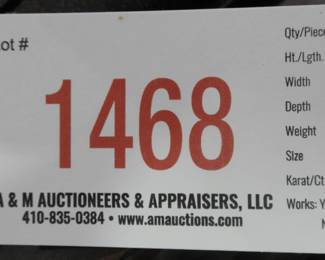 ot #
1468
A & M AUCTIONEERS & APPRAISERS, LLC
410-835-0384 • www.amauctions.com
Qty/Piece
Ht./Lgth.
Width
Depth
Weight
Size
Karat/Ct
Works: Y
N